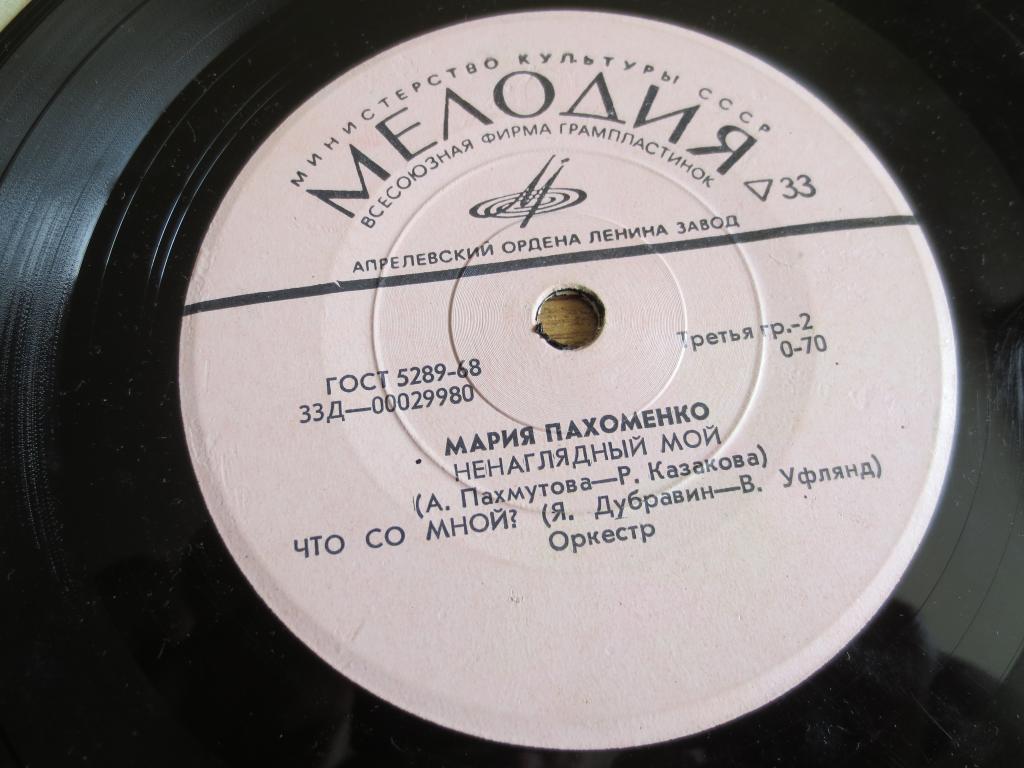 МИНИСТЕРСТВО КУЛЬТУРЫ СССР
МЕЛОДИЯ
ВСЕСОЮЗНАЯ ФИРМА ГРАМПЛАСТИНОК
▽33
АПРЕЛЕВСКИЙ ОРДЕНА ЛЕНИНА ЗАВОД
ГОСТ 5289-68
33Д—00029980
Третья гр.-2
0-70
МАРИЯ ПАХОМЕНКО
НЕНАГЛЯДНЫЙ МОЙ
(А. Пахмутова—Р. Казакова)
ЧТО СО МНОЙ? (Я. Дубравин—В. Уфлянд)
Оркестр